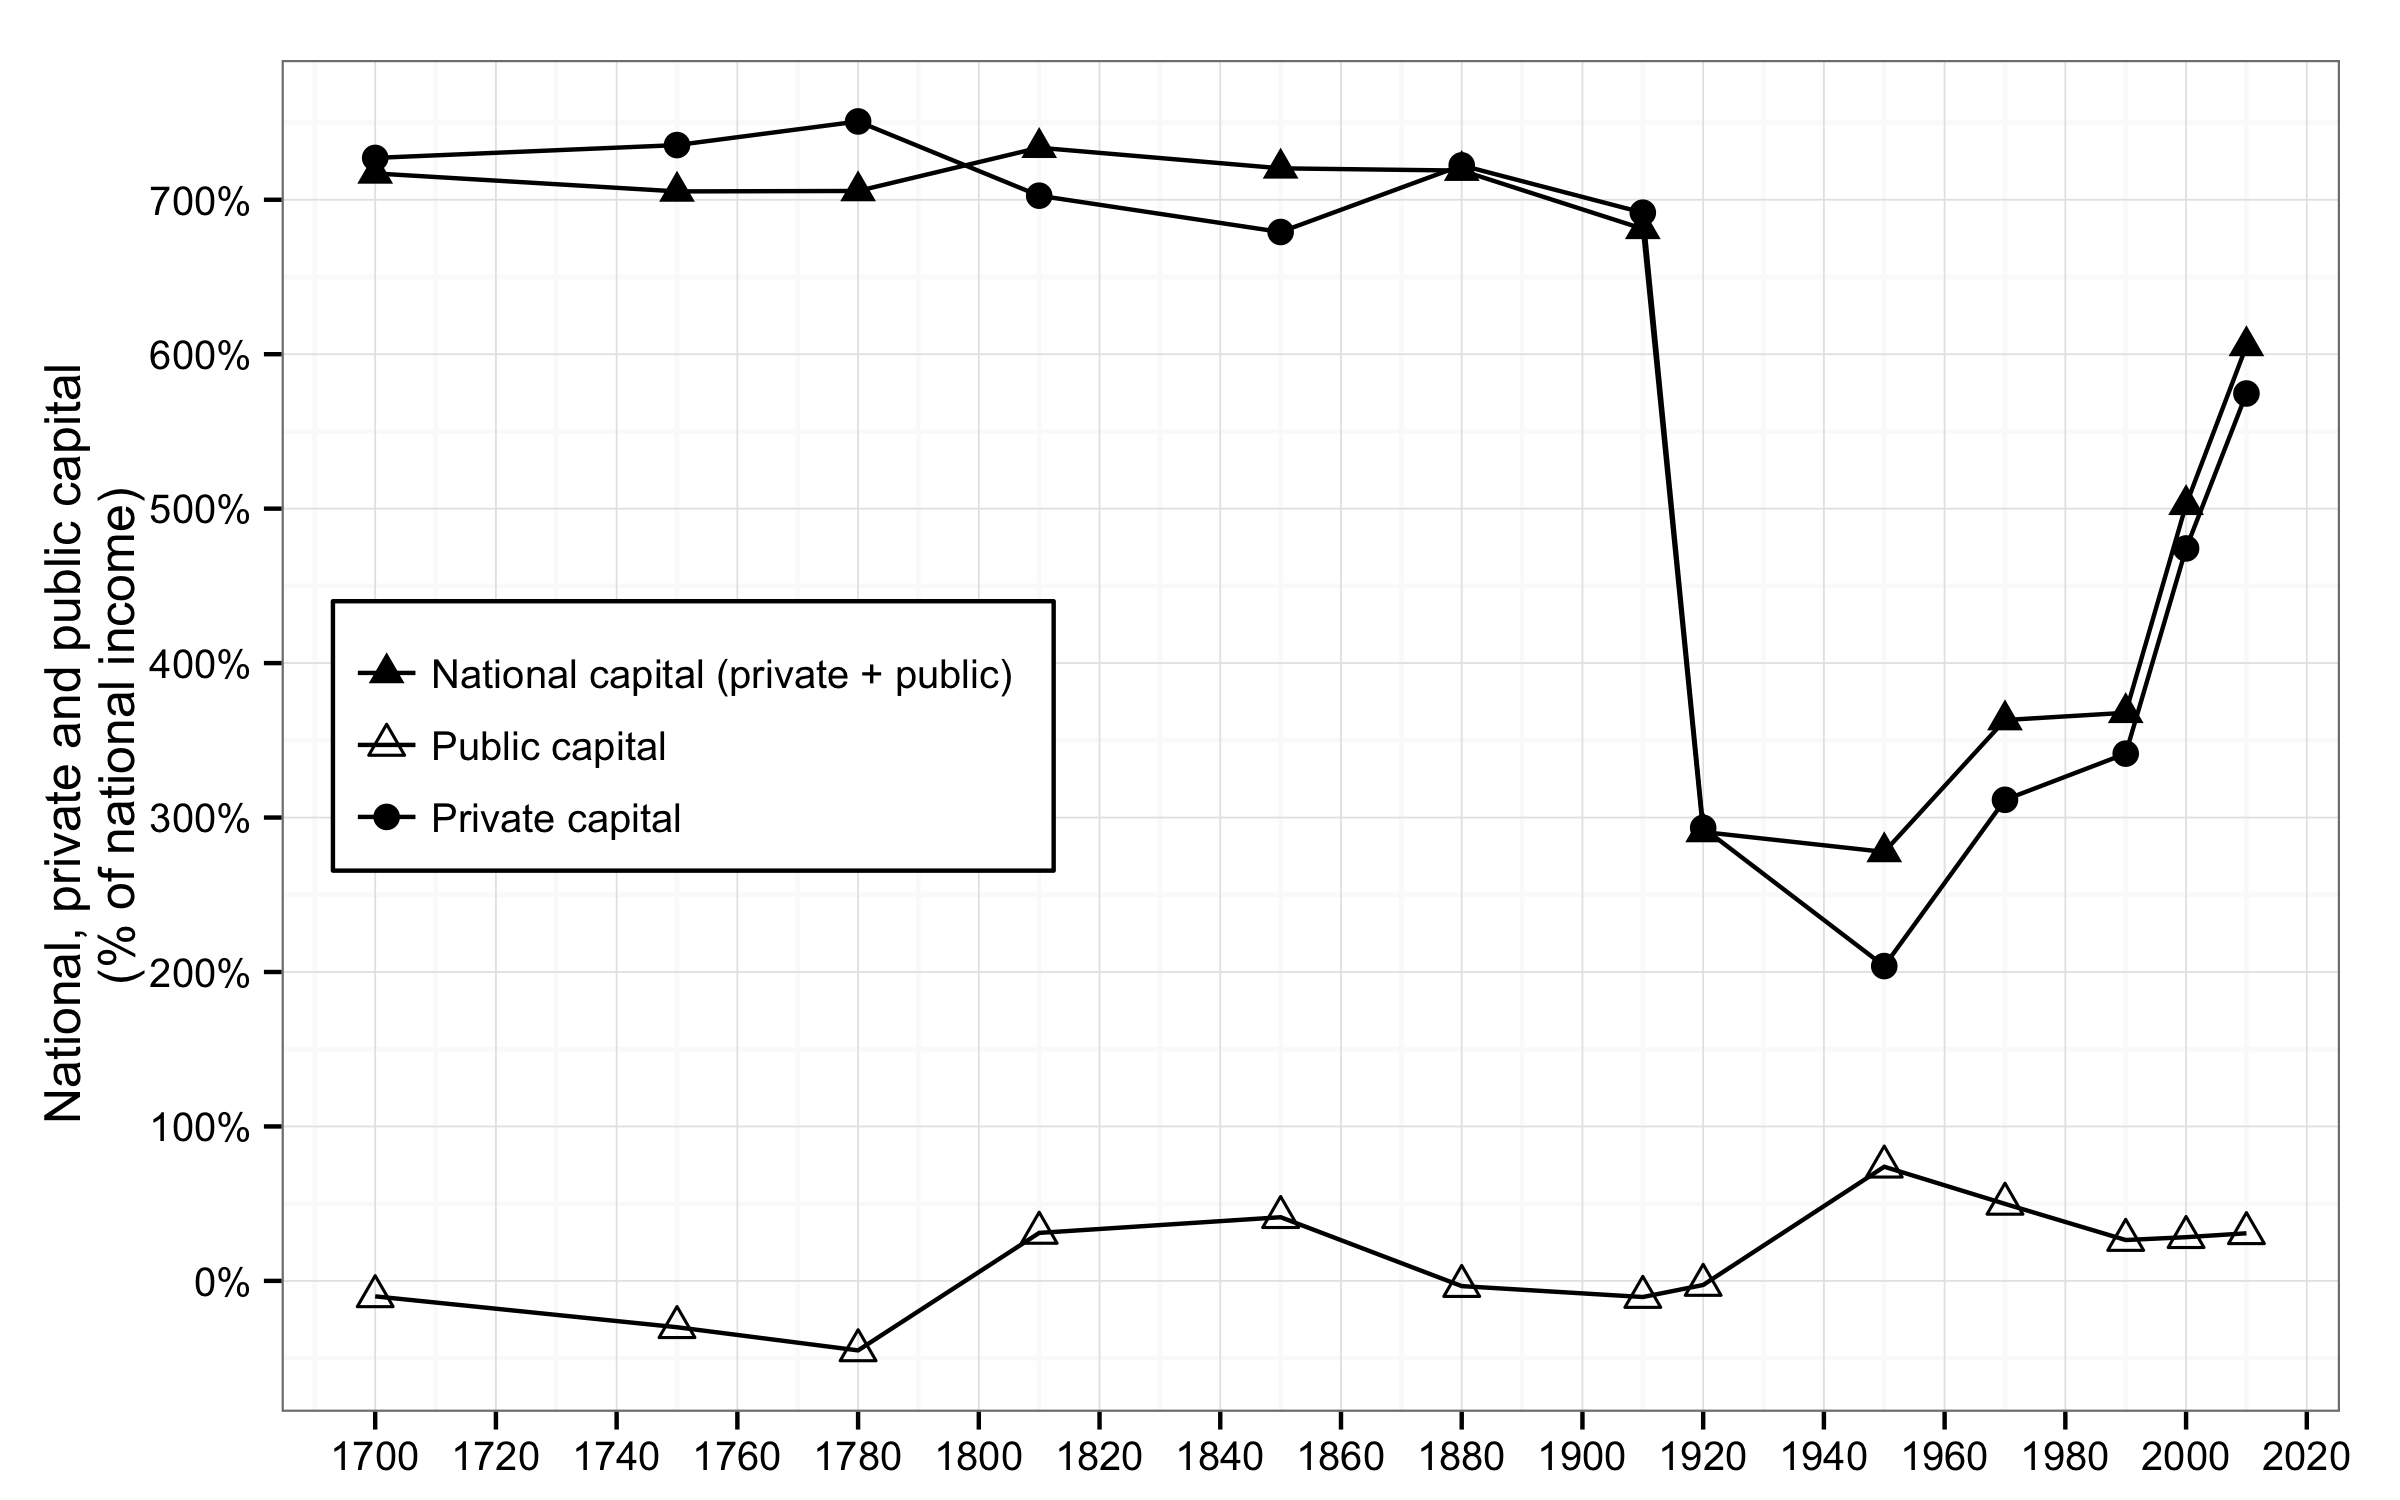 National, private and public capital
(% of national income)
700%
600%
500%
400%
300%
200%
100%
0%
National capital (private + public)
Public capital
Private capital
1700 1720 1740 1760 1780 1800 1820 1840 1860 1880 1900 1920 1940 1960 1980 2000 2020